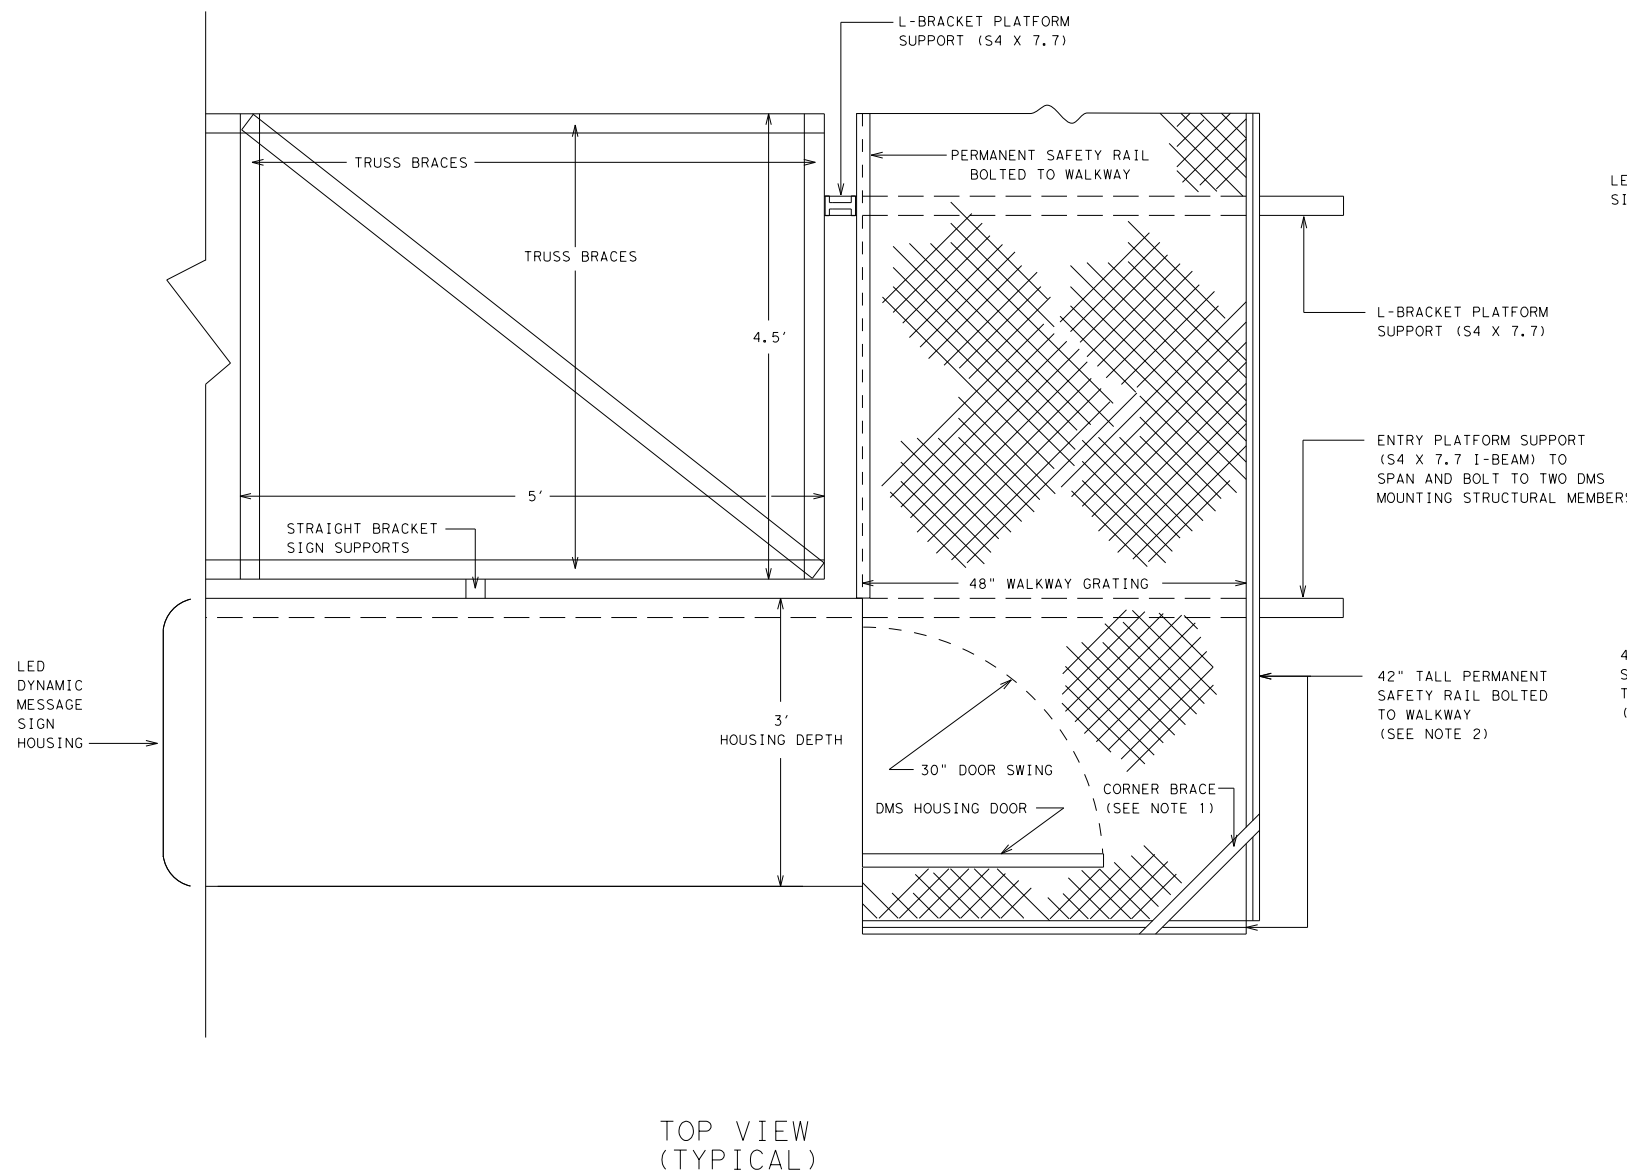 L-BRACKET PLATFORM
SUPPORT (S4 X 7.7)
TRUSS BRACES
PERMANENT SAFETY RAIL
BOLTED TO WALKWAY
TRUSS BRACES
4.5'
L-BRACKET PLATFORM
SUPPORT (S4 X 7.7)
ENTRY PLATFORM SUPPORT
(S4 X 7.7 I-BEAM) TO
SPAN AND BOLT TO TWO DMS
MOUNTING STRUCTURAL MEMBERS
5'
STRAIGHT BRACKET
SIGN SUPPORTS
48" WALKWAY GRATING
LED
DYNAMIC
MESSAGE
SIGN
HOUSING
3'
HOUSING DEPTH
42" TALL PERMANENT
SAFETY RAIL BOLTED
TO WALKWAY
(SEE NOTE 2)
30" DOOR SWING
DMS HOUSING DOOR
CORNER BRACE
(SEE NOTE 1)
TOP VIEW
(TYPICAL)